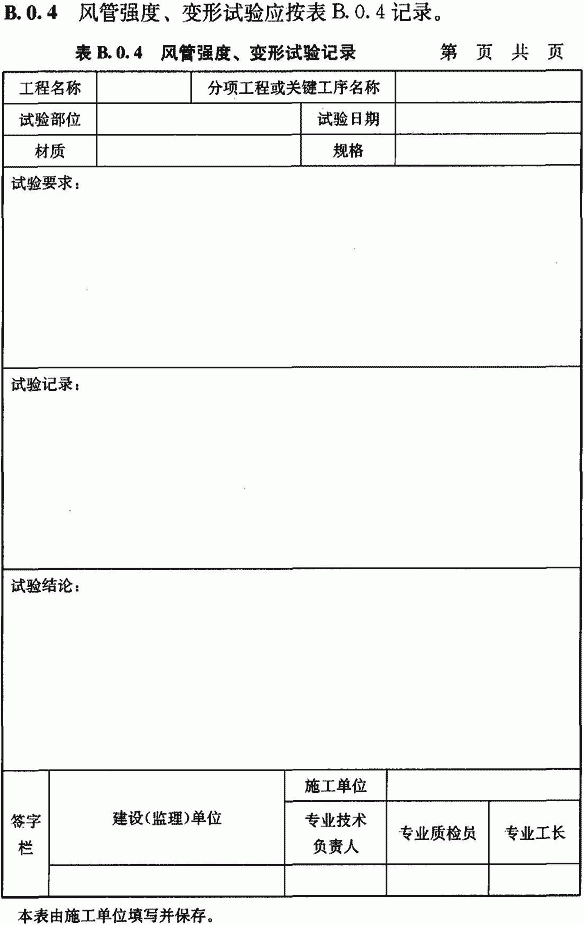 B.0.4 风管强度、变形试验应按表 B.0.4 记录。
表 B.0.4 风管强度、变形试验记录 第 页 共 页
工程名称 分项工程或关键工序名称
试验部位 试验日期
材质 规格
试验要求：
试验记录：
试验结论：
签字栏
建设（监理）单位
施工单位
专业技术
负责人
专业质检员
专业工长
本表由施工单位填写并保存。